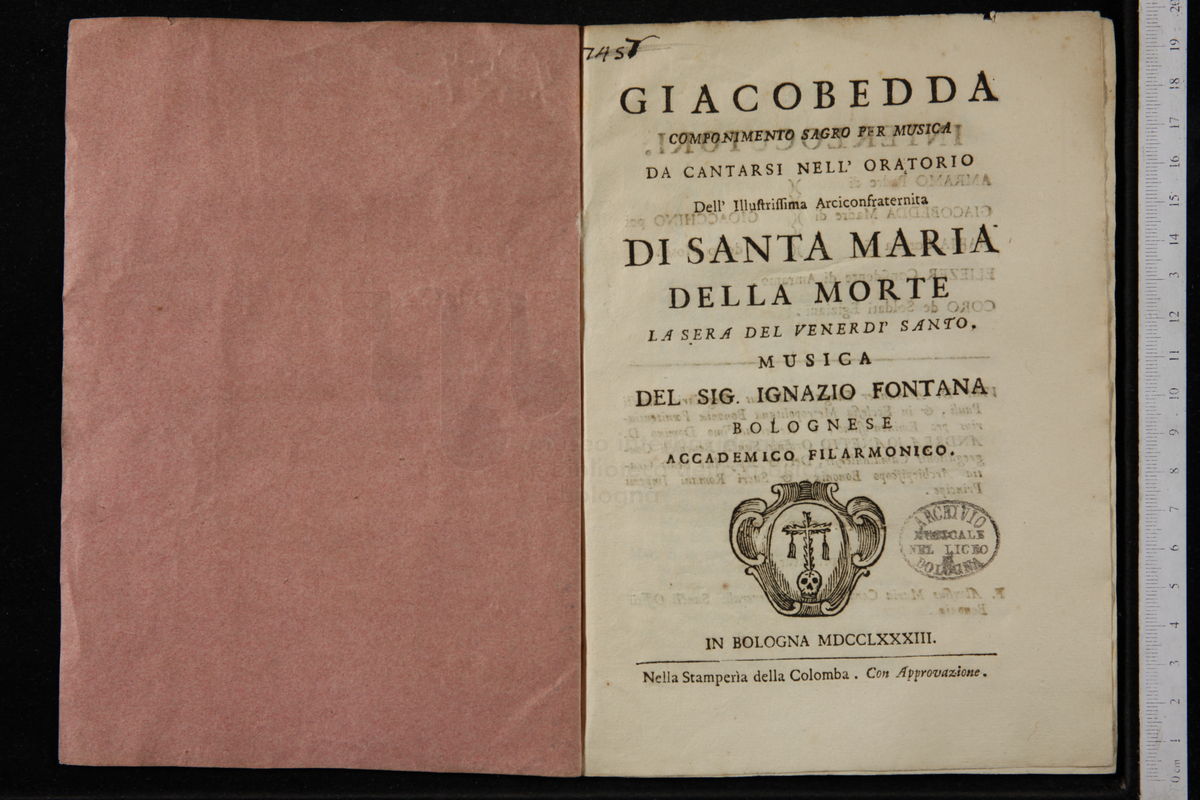 7457
GIACOBEDDA
COMPONIMENTO SAGRO PER MUSICA
DA CANTARSI NELL' ORATORIO
Dell' Illuſtriſſima Arciconfraternita
DI SANTA MARIA
DELLA MORTE
LA SERA DEL VENERDI' SANTO.
MUSICA
DEL SIG. IGNAZIO FONTANA
BOLOGNESE
ACCADEMICO FILARMONICO.
ARCHIVIO
MUSICALE
NEL LICEO
BOLOGNA
IN BOLOGNA MDCCLXXXIII.
Nella Stamperìa della Colomba. Con Approvazione.